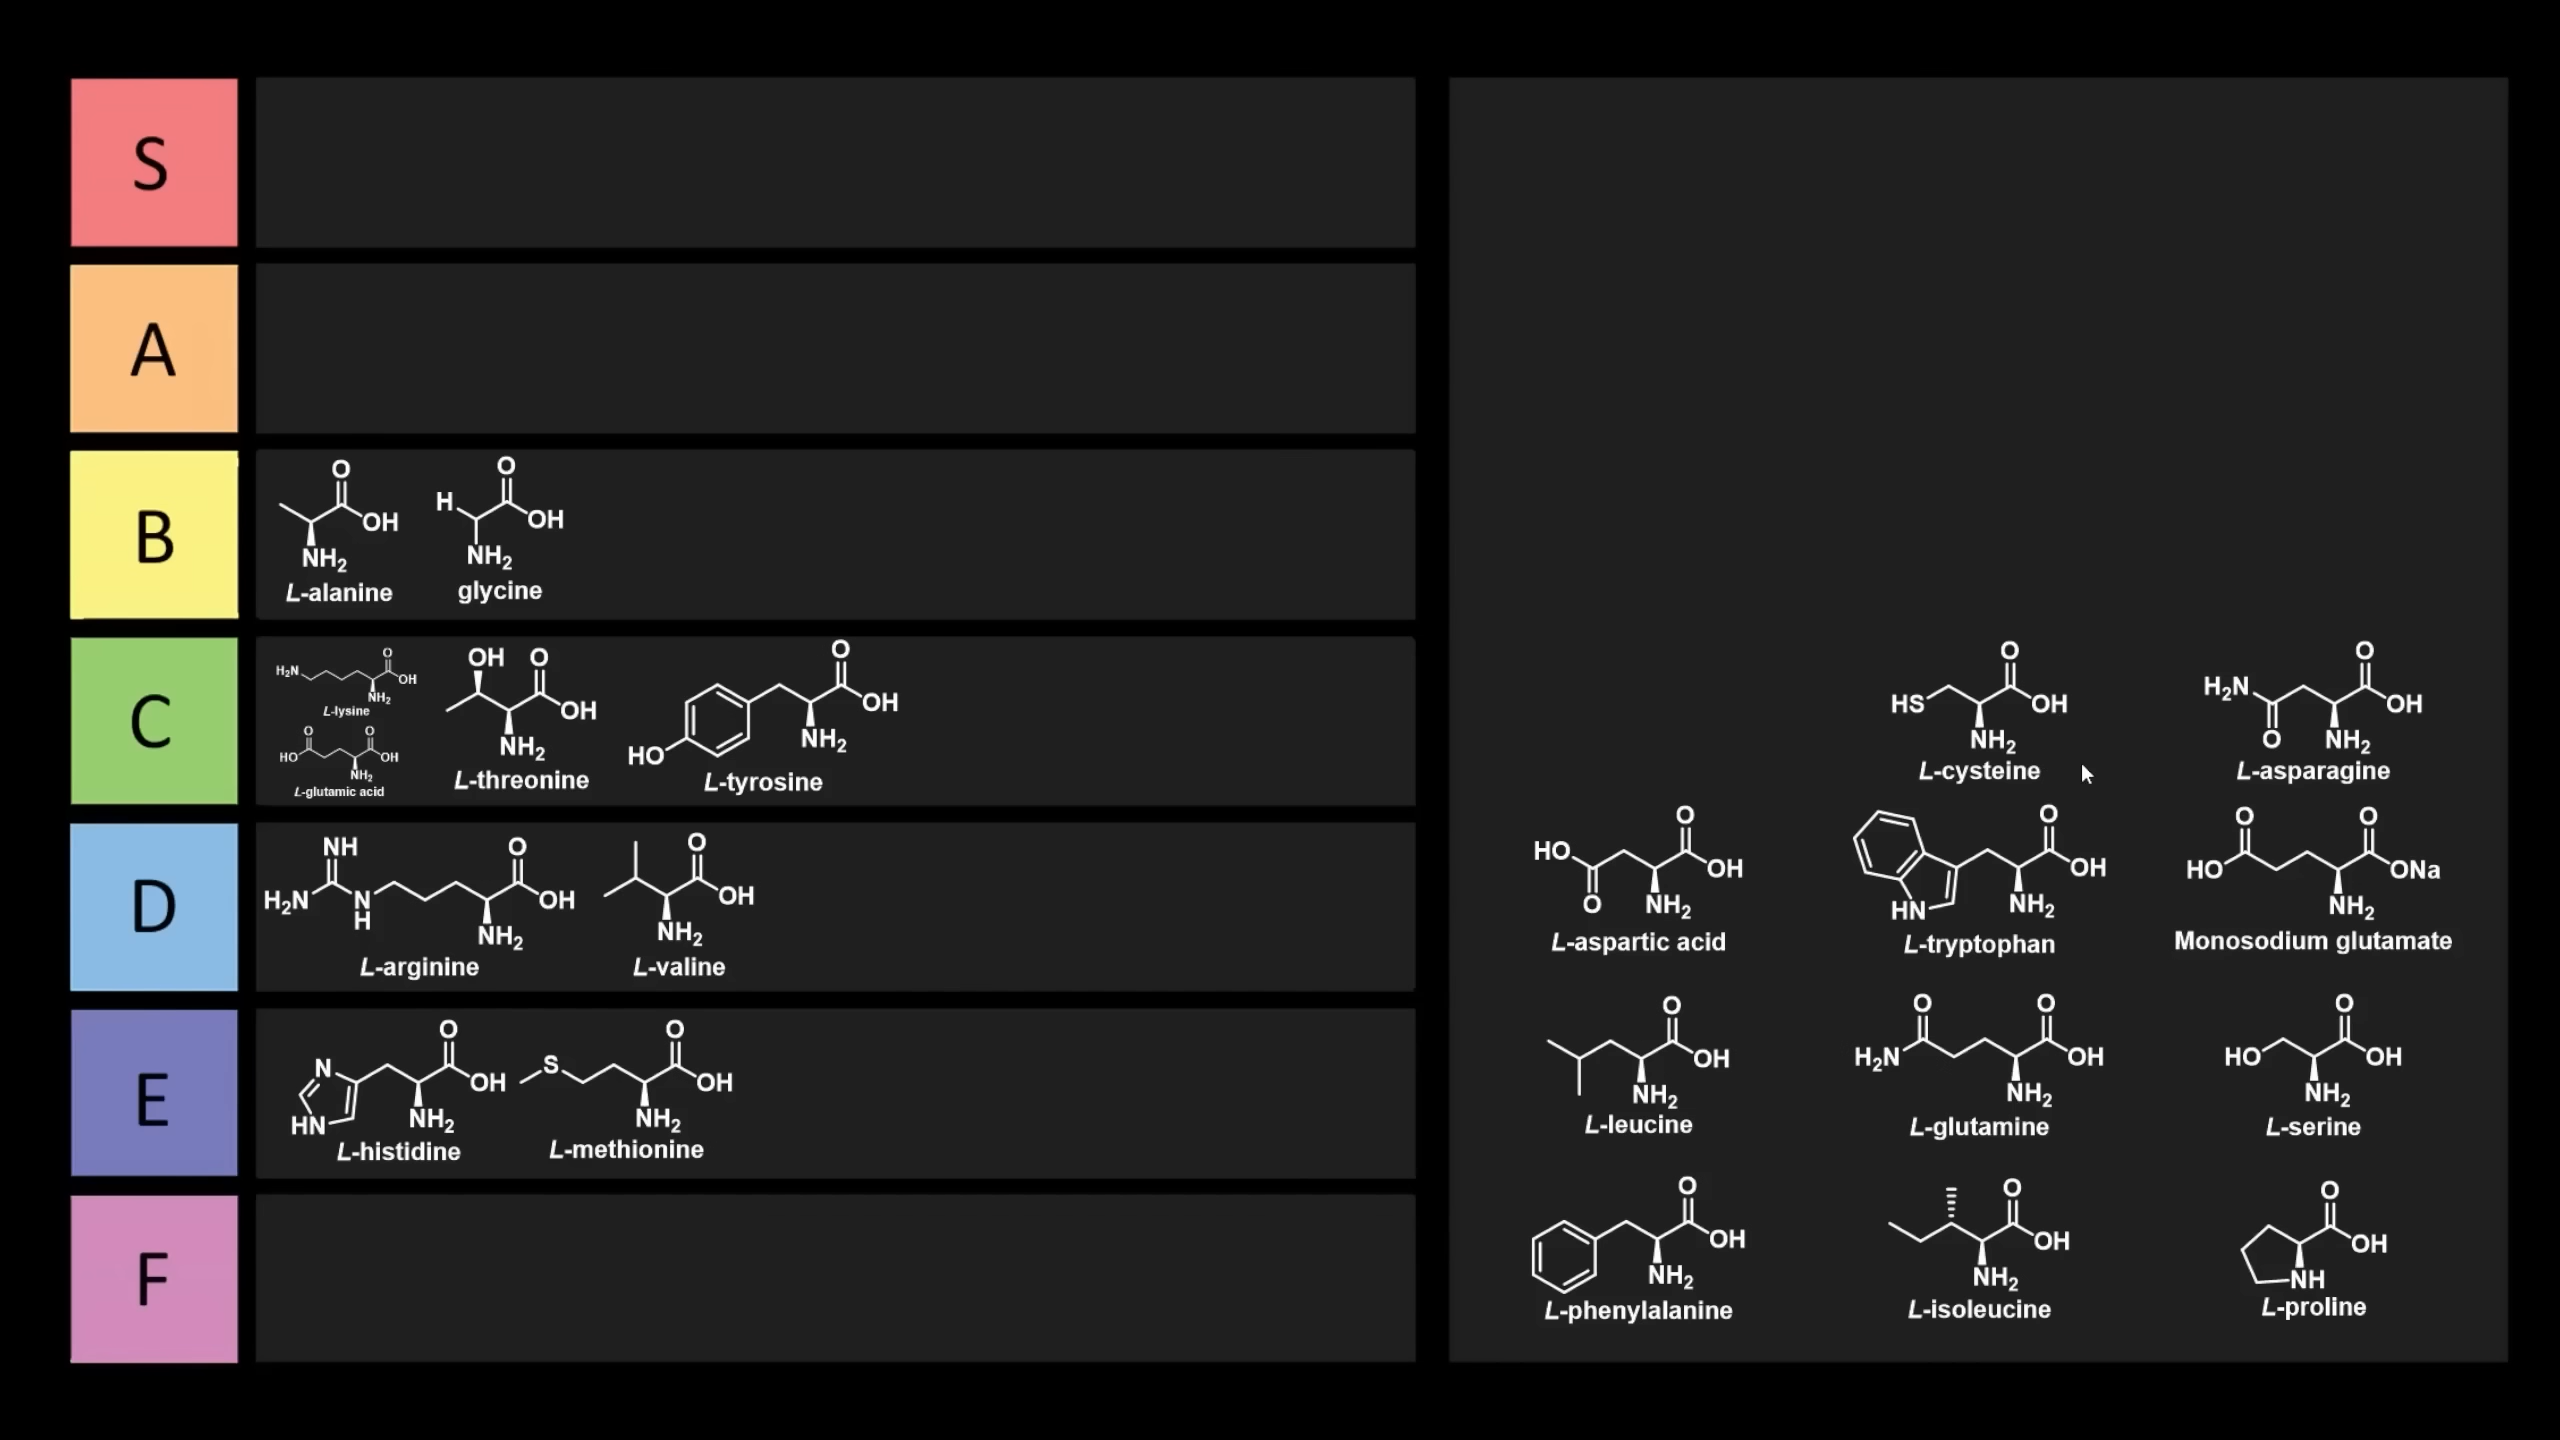 S
A
B
H
O
OH
NH2
L-alanine
O
OH
NH2
glycine
C
H2N
O
OH
NH2
L-lysine
HO
O
O
OH
NH2
L-glutamic acid
OH
O
OH
NH2
L-threonine
HO
O
OH
NH2
L-tyrosine
D
NH
H2N
N
H
O
OH
NH2
L-arginine
O
OH
NH2
L-valine
E
N
HN
O
OH
NH2
L-histidine
S
O
OH
NH2
L-methionine
F
HS
O
OH
NH2
L-cysteine
H2N
O
O
OH
NH2
L-asparagine
HO
O
O
OH
NH2
L-aspartic acid
HN
O
OH
NH2
L-tryptophan
HO
O
O
ONa
NH2
Monosodium glutamate
O
OH
NH2
L-leucine
H2N
O
O
OH
NH2
L-glutamine
HO
O
OH
NH2
L-serine
O
OH
NH2
L-phenylalanine
O
OH
NH2
L-isoleucine
O
OH
NH
L-proline